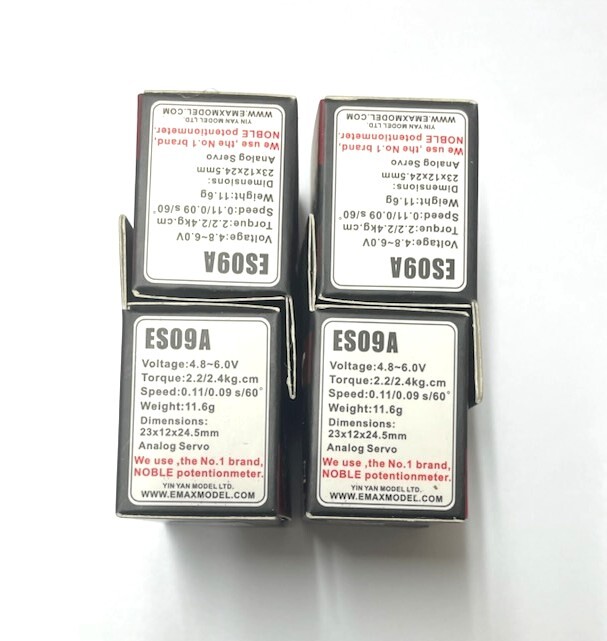 ES09A
Voltage:4.8~6.0V
Torque:2.2/2.4kg.cm
Speed:0.11/0.09 s/60°
Weight:11.6g
Dimensions:
23x12x24.5mm
Analog Servo
We use ,the No.1 brand,
NOBLE potentionmeter.
YIN YAN MODEL LTD.
WWW.EMAXMODEL.COM
ES09A
Voltage:4.8~6.0V
Torque:2.2/2.4kg.cm
Speed:0.11/0.09 s/60°
Weight:11.6g
Dimensions:
23x12x24.5mm
Analog Servo
We use ,the No.1 brand,
NOBLE potentionmeter.
YIN YAN MODEL LTD.
WWW.EMAXMODEL.COM
ES09A
Voltage:4.8~6.0V
Torque:2.2/2.4kg.cm
Speed:0.11/0.09 s/60°
Weight:11.6g
Dimensions:
23x12x24.5mm
Analog Servo
We use ,the No.1 brand,
NOBLE potentionmeter.
YIN YAN MODEL LTD.
WWW.EMAXMODEL.COM
ES09A
Voltage:4.8~6.0V
Torque:2.2/2.4kg.cm
Speed:0.11/0.09 s/60°
Weight:11.6g
Dimensions:
23x12x24.5mm
Analog Servo
We use ,the No.1 brand,
NOBLE potentionmeter.
YIN YAN MODEL LTD.
WWW.EMAXMODEL.COM